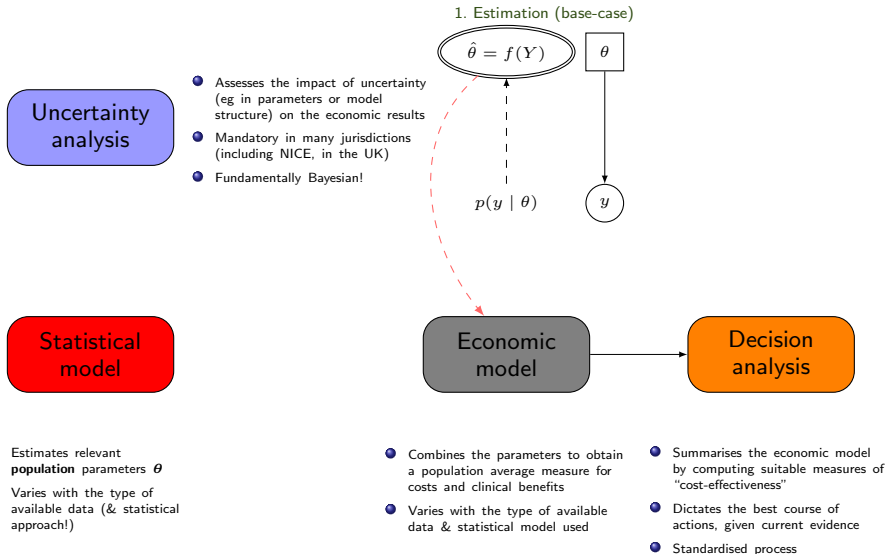 1. Estimation (base-case)
θ̂ = f(Y)
θ
Uncertainty
analysis
Assesses the impact of uncertainty
(eg in parameters or model
structure) on the economic results
Mandatory in many jurisdictions
(including NICE, in the UK)
Fundamentally Bayesian!
p(y | θ)
y
Statistical
model
Economic
model
Decision
analysis
Estimates relevant
population parameters θ
Varies with the type of
available data (& statistical
approach!)
Combines the parameters to obtain
a population average measure for
costs and clinical benefits
Varies with the type of available
data & statistical model used
Summarises the economic model
by computing suitable measures of
“cost-effectiveness”
Dictates the best course of
actions, given current evidence
Standardised process